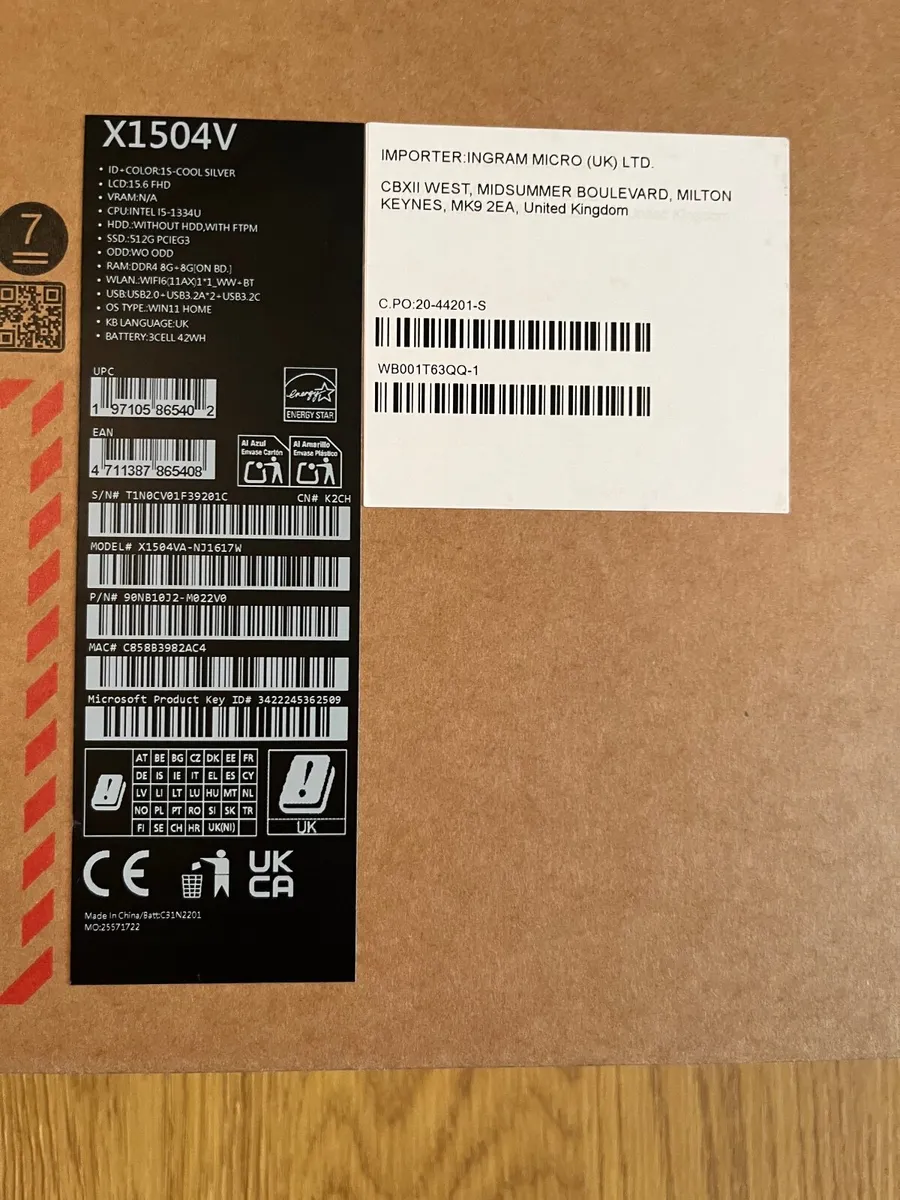 X1504V
• ID+COLOR:1S-COOL SILVER
• LCD:15.6 FHD
• VRAM:N/A
• CPU:INTEL I5-1334U
• HDD.:WITHOUT HDD,WITH FTPM
• SSD.:512G PCIEG3
• ODD:WO ODD
• RAM:DDR4 8G+8G[ON BD.]
• WLAN.:WIFI6(11AX)1*1_WW+BT
• USB:USB2.0+USB3.2A*2+USB3.2C
• OS TYPE.:WIN11 HOME
• KB LANGUAGE:UK
• BATTERY:3CELL 42WH
7
UPC
1 97105 86540 2
energy
ENERGY STAR
EAN
4 711387 865408
Al Azul
Envase Cartón
Al Amarillo
Envase Plástico
S/N# T1N0CV01F39201C CN# K2CH
MODEL# X1504VA-NJ1617W
P/N# 90NB10J2-M022V0
MAC# C858B3982AC4
Microsoft Product Key ID# 3422245362509
AT BE BG CZ DK EE FR
DE IS IE IT EL ES CY
LV LI LT LU HU MT NL
NO PL PT RO SI SK TR
FI SE CH HR UK(NI)
UK
CE
UK
CA
Made In China/Batt:C31N2201
MO:25571722
IMPORTER:INGRAM MICRO (UK) LTD.
CBXII WEST, MIDSUMMER BOULEVARD, MILTON
KEYNES, MK9 2EA, United Kingdom
C.PO:20-44201-S
WB001T63QQ-1